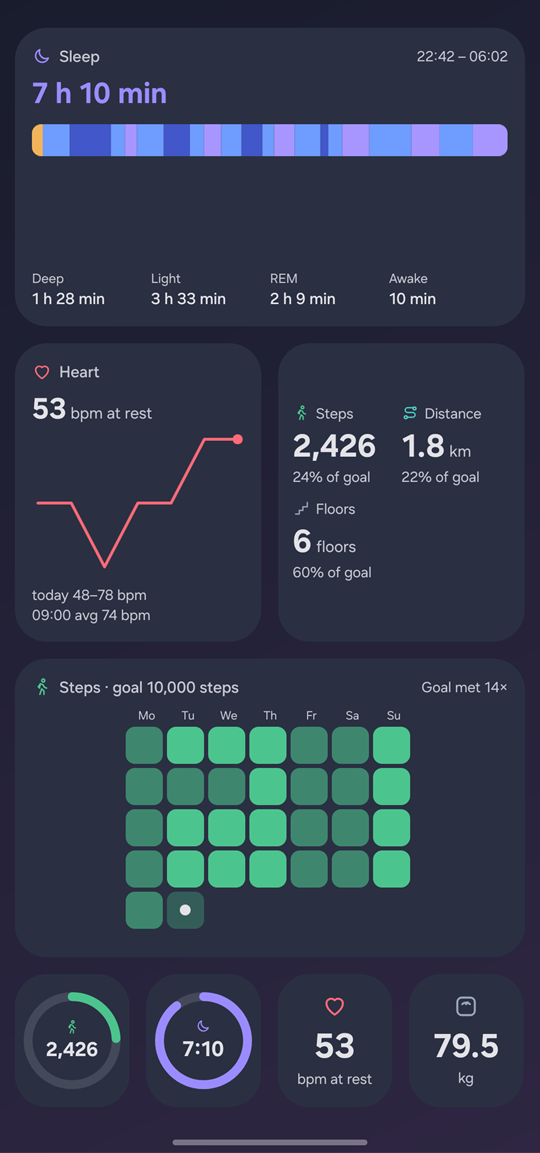 Sleep 22:42 – 06:02
7 h 10 min
Deep Light REM Awake
1 h 28 min 3 h 33 min 2 h 9 min 10 min
Heart
53 bpm at rest
today 48–78 bpm
09:00 avg 74 bpm
Steps Distance
2,426 1.8 km
24% of goal 22% of goal
Floors
6 floors
60% of goal
Steps · goal 10,000 steps Goal met 14×
Mo Tu We Th Fr Sa Su
2,426 7:10 53 79.5
bpm at rest kg